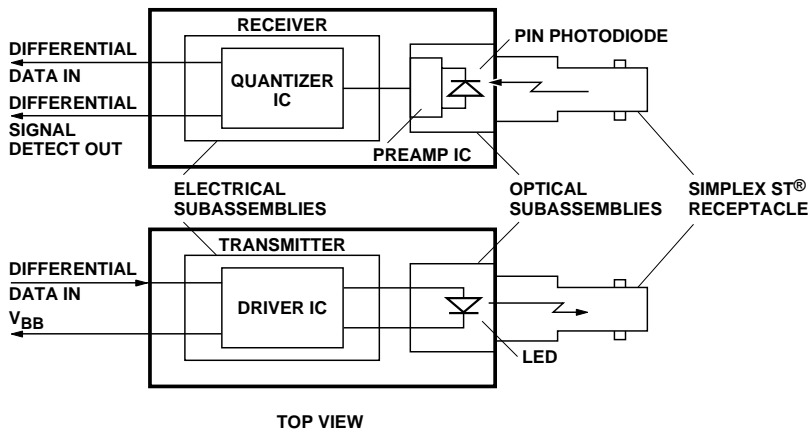 RECEIVER
DIFFERENTIAL
DATA IN
DIFFERENTIAL
SIGNAL
DETECT OUT
QUANTIZER
IC
PIN PHOTODIODE
PREAMP IC
ELECTRICAL
SUBASSEMBLIES
OPTICAL
SUBASSEMBLIES
SIMPLEX ST®
RECEPTACLE
TRANSMITTER
DIFFERENTIAL
DATA IN
VBB
DRIVER IC
LED
TOP VIEW